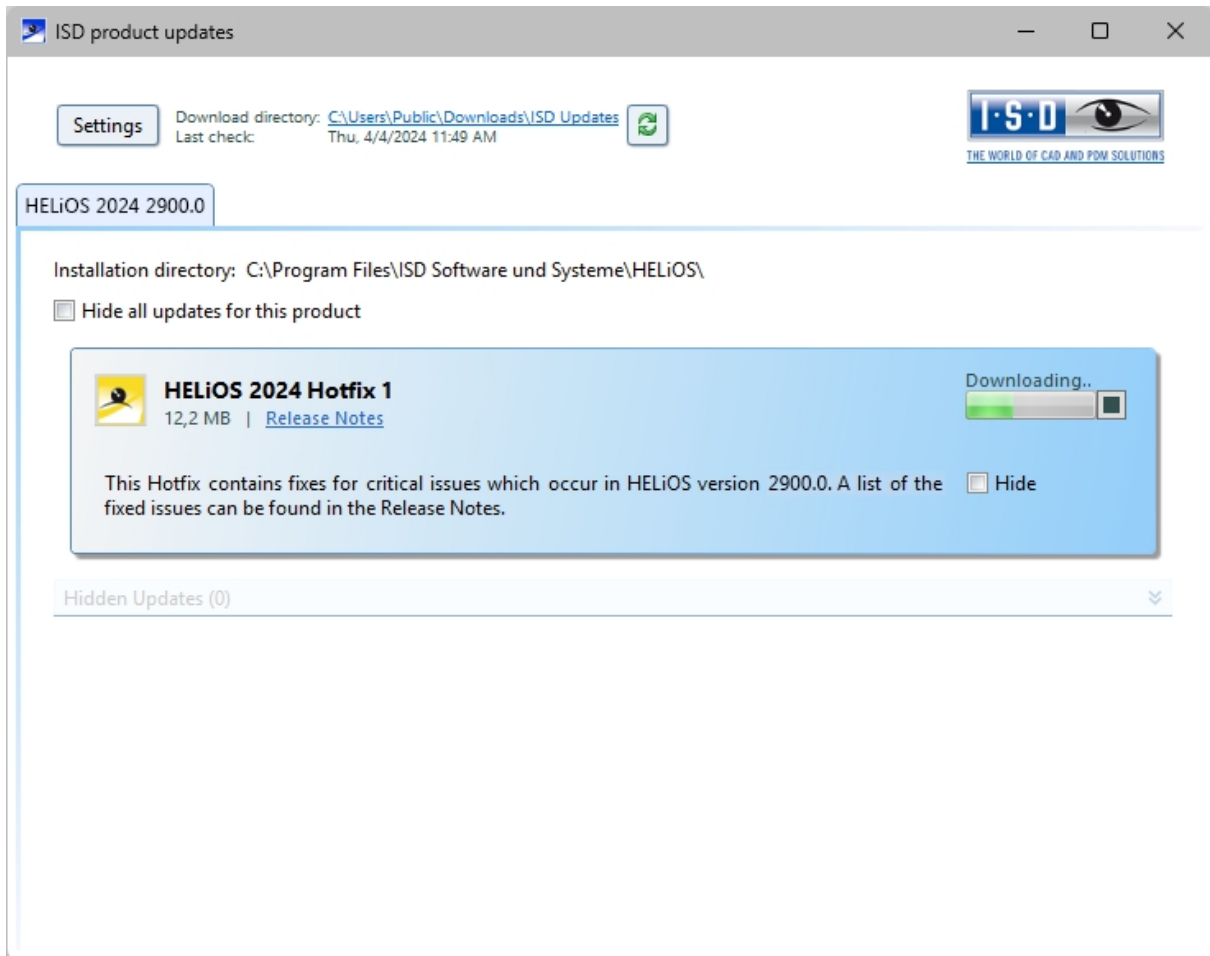 ISD product updates
Settings
Download directory: C:\Users\Public\Downloads\ISD Updates
Last check: Thu, 4/4/2024 11:49 AM
I·S·D
THE WORLD OF CAD AND PDM SOLUTIONS
HELiOS 2024 2900.0
Installation directory: C:\Program Files\ISD Software und Systeme\HELiOS\
Hide all updates for this product
HELiOS 2024 Hotfix 1
12,2 MB | Release Notes
Downloading..
This Hotfix contains fixes for critical issues which occur in HELiOS version 2900.0. A list of the
fixed issues can be found in the Release Notes.
Hide
Hidden Updates (0)